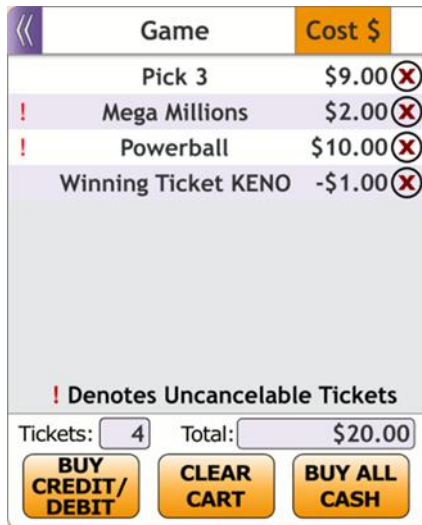 《 Game Cost $
Pick 3 $9.00 X
! Mega Millions $2.00 X
! Powerball $10.00 X
Winning Ticket KENO -$1.00 X
! Denotes Uncancelable Tickets
Tickets: 4 Total: $20.00
BUY CREDIT/ DEBIT
CLEAR CART
BUY ALL CASH